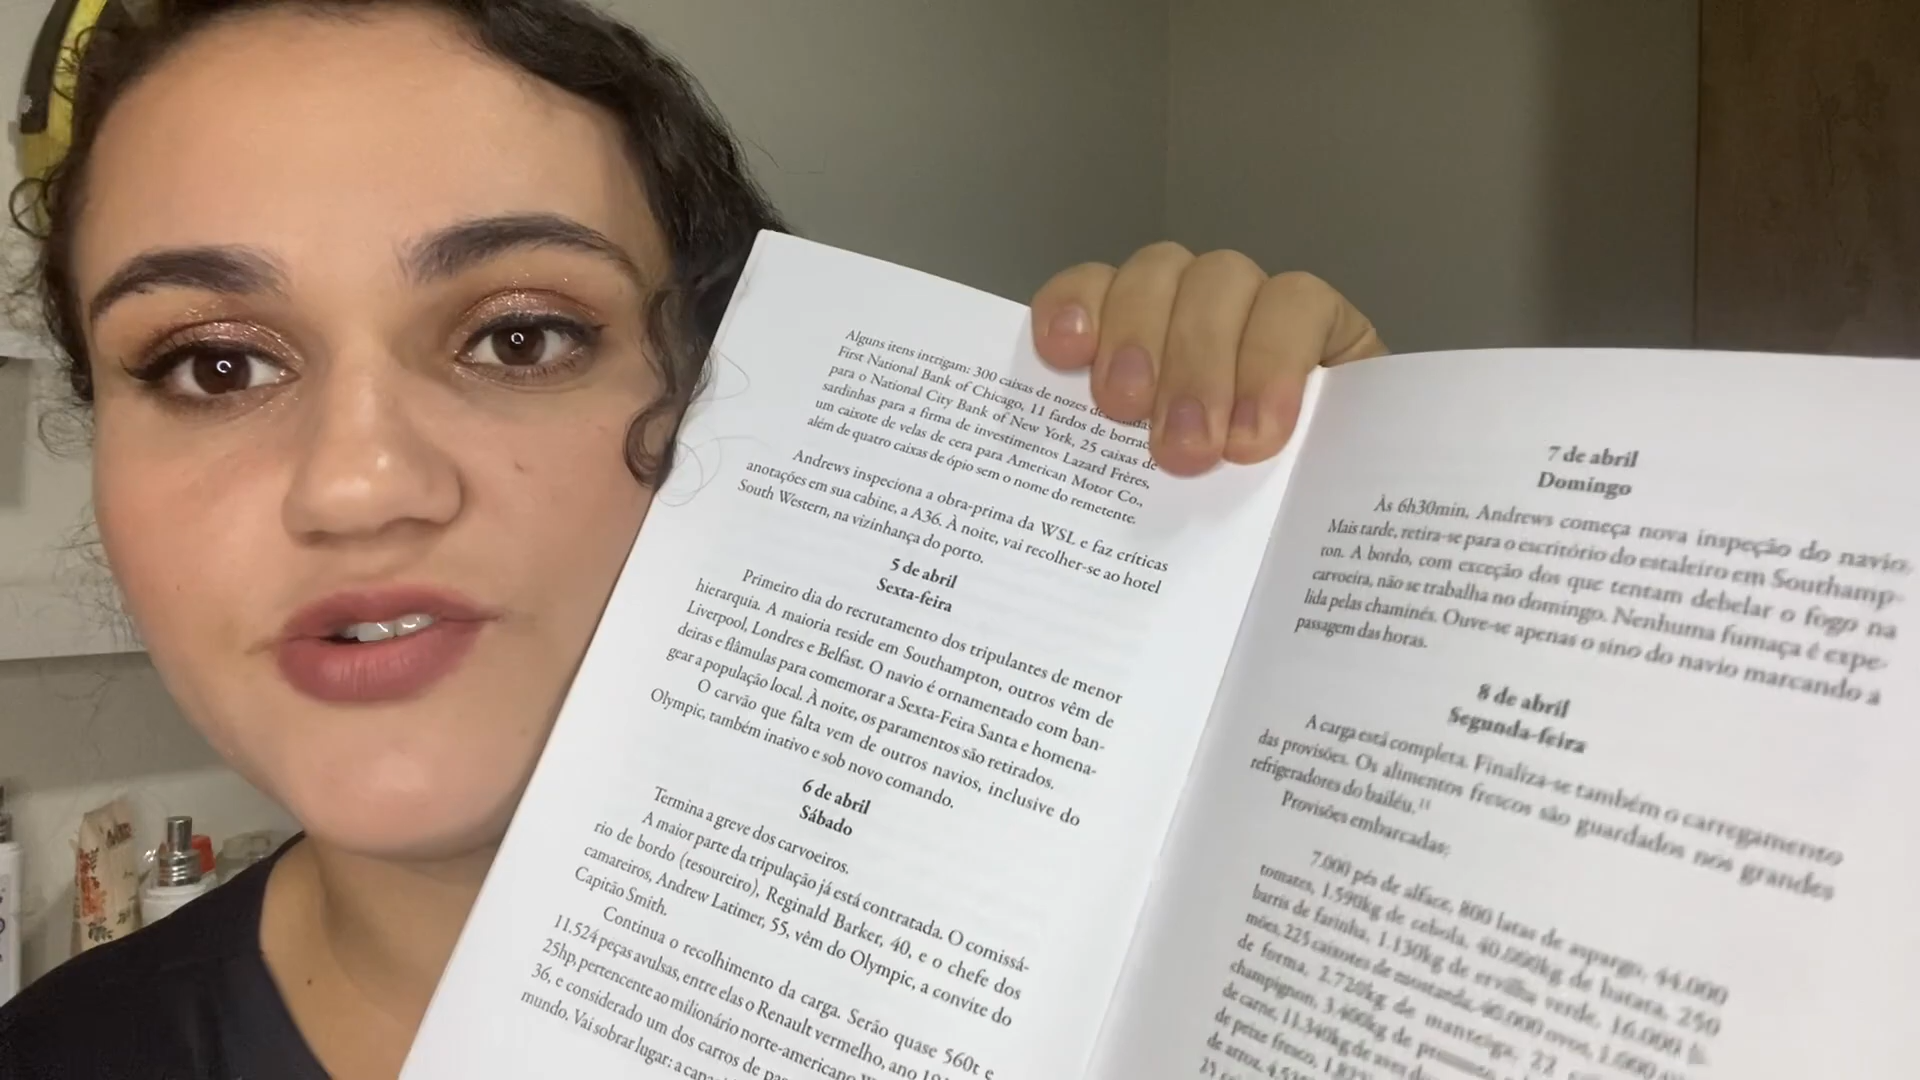 Alguns itens intrigam: 300 caixas de nozes
First National Bank of Chicago, 11 fardos de
para o National City Bank of New York, 25 caixas de
sardinhas para a firma de investimentos Lazard Frères,
um caixote de velas de cera para American Motor Co.,
além de quatro caixas de ópio sem o nome do remetente.
Andrews inspeciona a obra-prima da WSL e faz críticas
anotações em sua cabine, a A36. À noite, vai recolher-se ao hotel
South Western, na vizinhança do porto.
5 de abril
Sexta-feira
Primeiro dia do recrutamento dos tripulantes de menor
hierarquia. A maioria reside em Southampton, outros vêm de
Liverpool, Londres e Belfast. O navio é ornamentado com ban-
deiras e flâmulas para comemorar a Sexta-Feira Santa e homena-
gear a população local. À noite, os paramentos são retirados.
O carvão que falta vem de outros navios, inclusive do
Olympic, também inativo e sob novo comando.
6 de abril
Sábado
Termina a greve dos carvoeiros.
A maior parte da tripulação já está contratada. O comissá-
rio de bordo (tesoureiro), Reginald Barker, 40, e o chefe dos
camareiros, Andrew Latimer, 55, vêm do Olympic, a convite do
Capitão Smith.
Continua o recolhimento da carga. Serão quase 560t e
11.524 peças avulsas, entre elas o Renault vermelho, ano
25hp, pertencente ao milionário norte-americano
36, e considerado um dos carros de
mundo. Vai sobrar lugar: a
7 de abril
Domingo
Às 6h30min, Andrews começa nova inspeção do navio.
Mais tarde, retira-se para o escritório do estaleiro em Southamp-
ton. A bordo, com exceção dos que tentam debelar o fogo na
carvoeira, não se trabalha no domingo. Nenhuma fumaça é expe-
lida pelas chaminés. Ouve-se apenas o sino do navio marcando a
passagem das horas.
8 de abril
Segunda-feira
A carga está completa. Finaliza-se também o carregamento
das provisões. Os alimentos frescos são guardados nos grandes
refrigeradores do bailéu.
Provisões embarcadas:
7.000 pés de alface, 800 latas de aspargo, 44.000
tomates, 1.590kg de cebola, 40.000kg de batata, 250
barris de farinha, 1.130kg de ervilha verde, 16.000
mões, 225 caixotes de mostarda, 40.000 ovos,
de forma, 2.720kg de manteiga,
champignon, 3.400kg de
de carne, 11.340kg de aves
de peixe fresco,
de arroz,